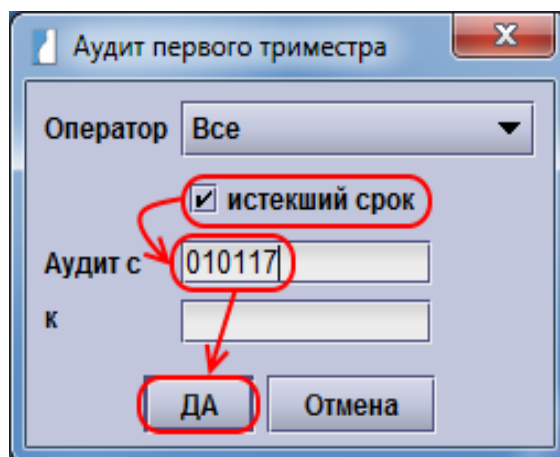 Аудит первого триместра
Оператор Все
истекший срок
Аудит с 010117
к
ДА Отмена